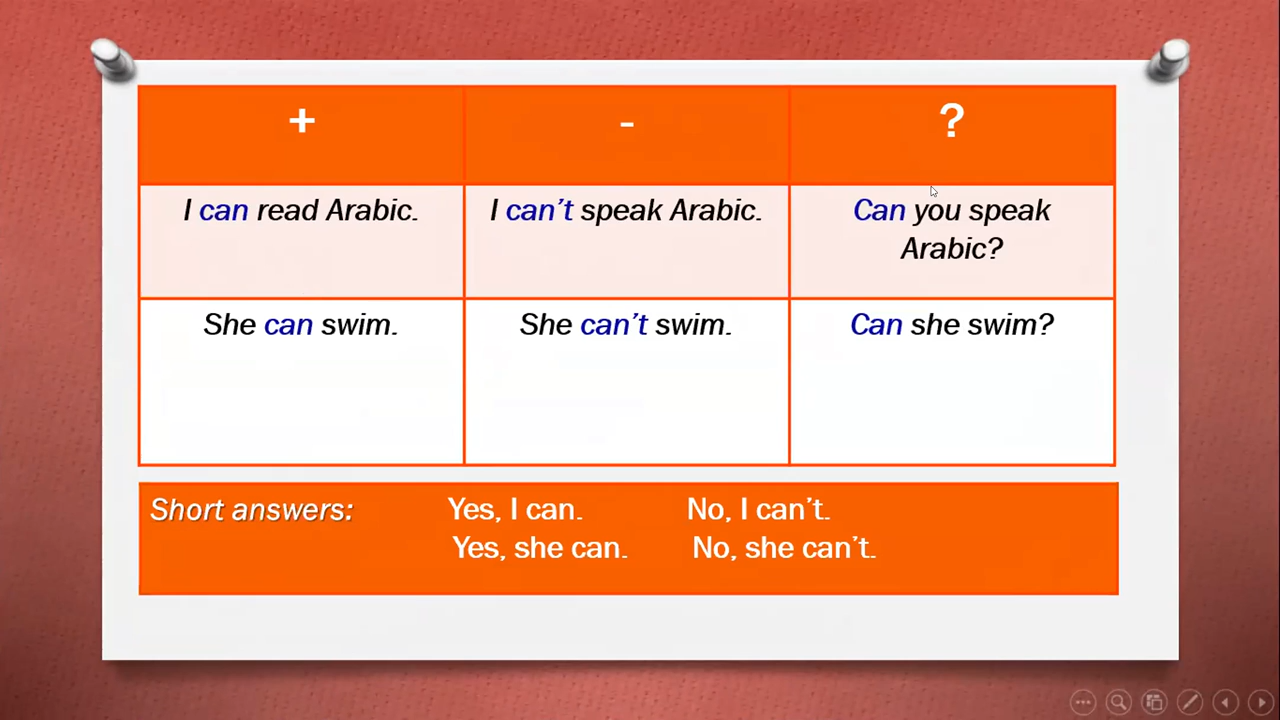 + - ?
I can read Arabic. I can't speak Arabic. Can you speak
Arabic?
She can swim. She can't swim. Can she swim?
Short answers: Yes, I can. No, I can't.
Yes, she can. No, she can't.